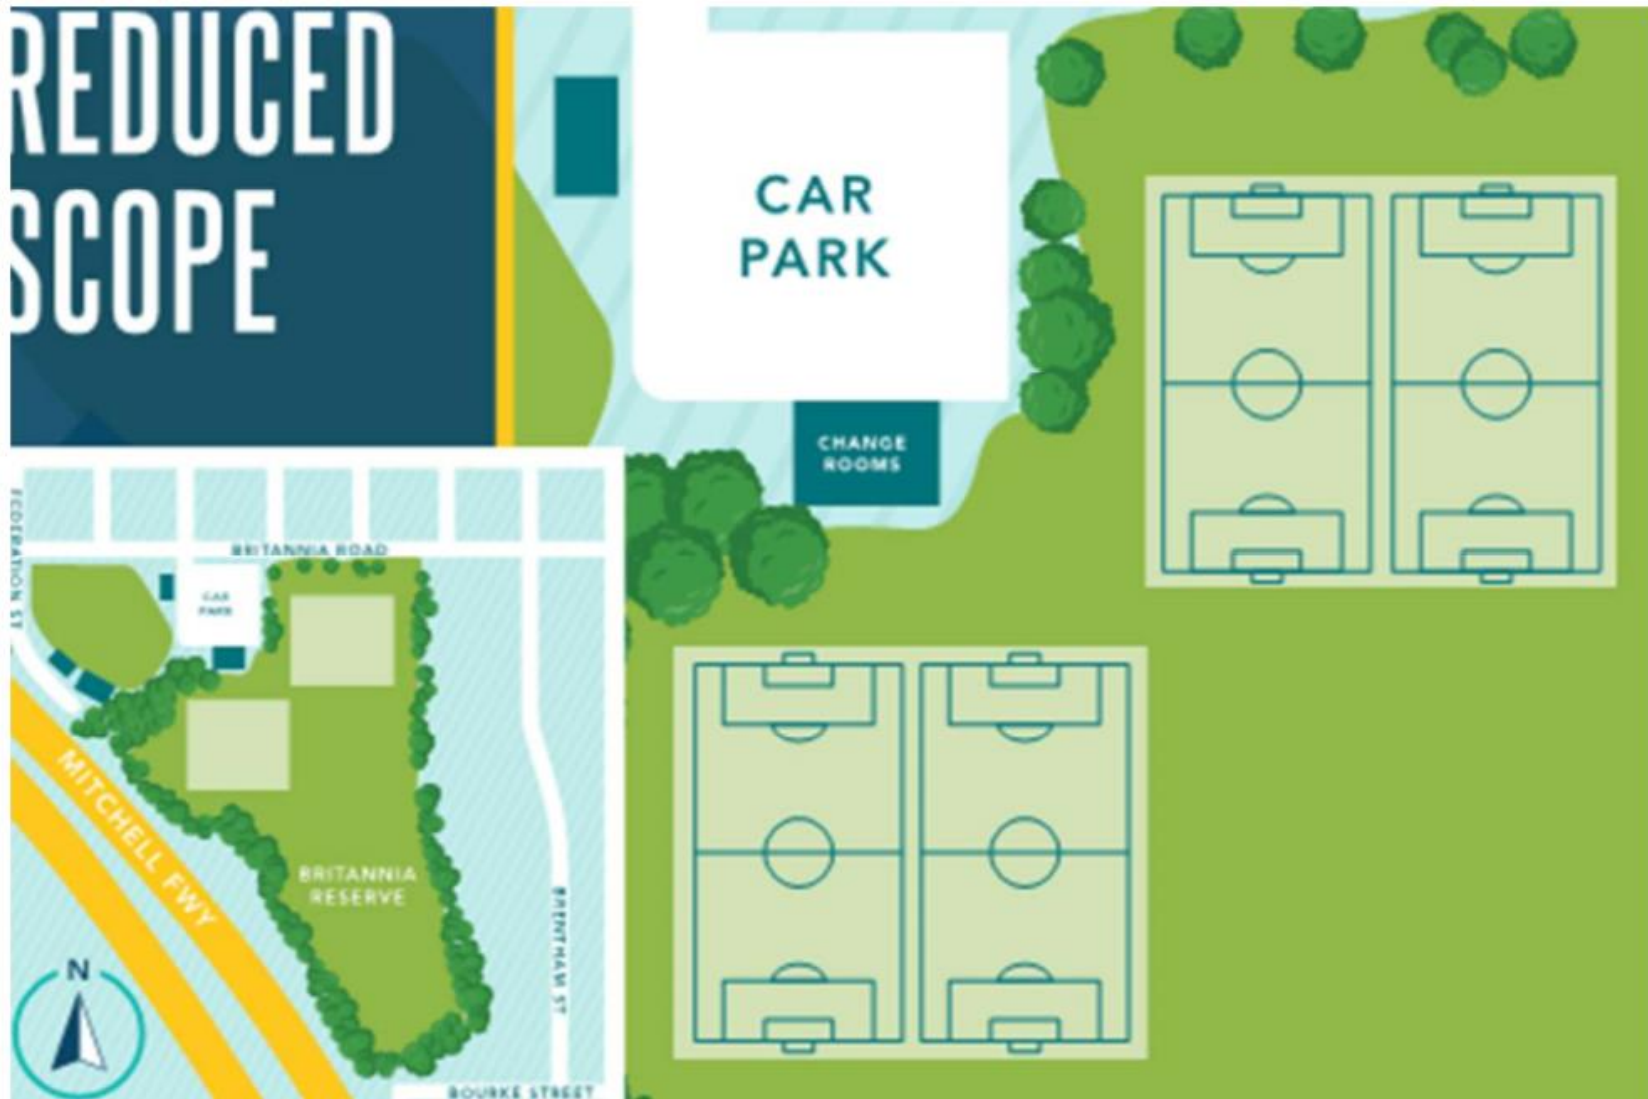 REDUCED
SCOPE
CAR
PARK
CHANGE
ROOMS
FEDERATION ST
BRITANNIA ROAD
CAR
PARK
MITCHELL FWY
BRITANNIA
RESERVE
BRENTHAM ST
N
BOURKE STREET